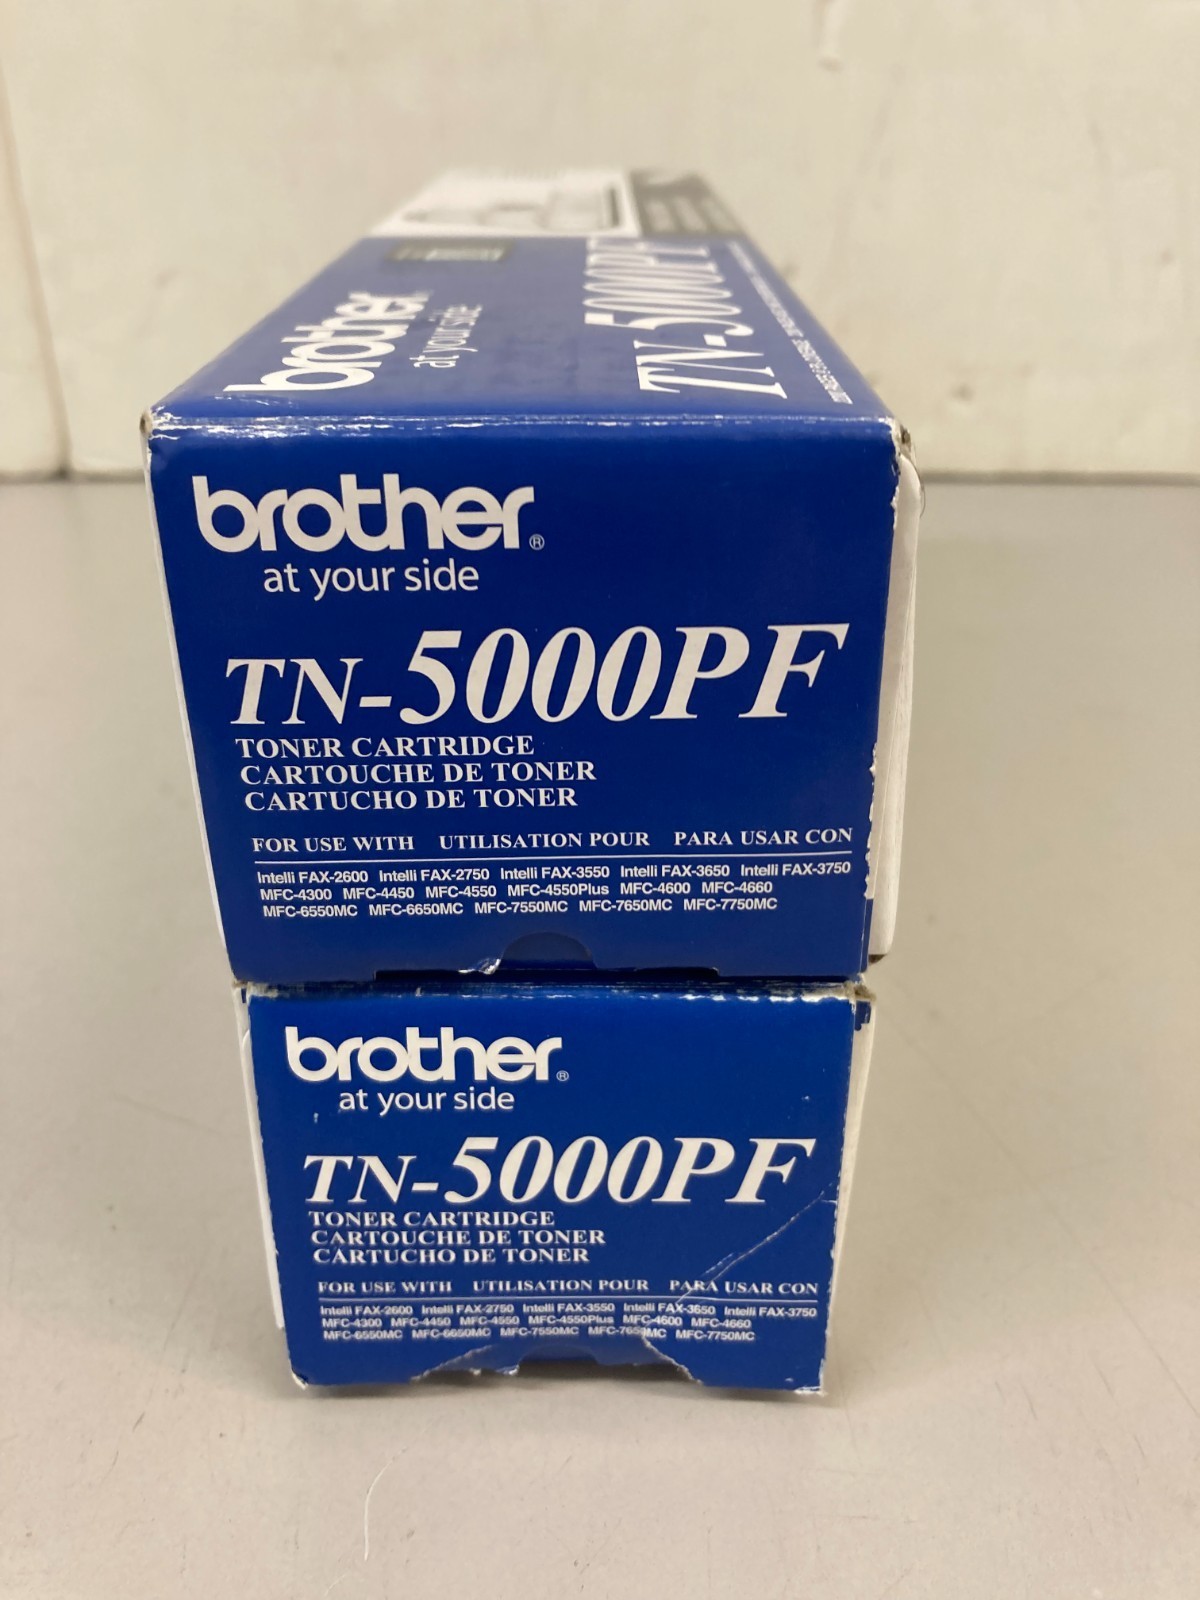 brother
at your side
TN-5000PF
brother®
at your side
TN-5000PF
TONER CARTRIDGE
CARTOUCHE DE TONER
CARTUCHO DE TONER
FOR USE WITH UTILISATION POUR PARA USAR CON
Intelli FAX-2600 Intelli FAX-2750 Intelli FAX-3550 Intelli FAX-3650 Intelli FAX-3750
MFC-4300 MFC-4450 MFC-4550 MFC-4550Plus MFC-4600 MFC-4660
MFC-6550MC MFC-6650MC MFC-7550MC MFC-7650MC MFC-7750MC
brother®
at your side
TN-5000PF
TONER CARTRIDGE
CARTOUCHE DE TONER
CARTUCHO DE TONER
FOR USE WITH UTILISATION POUR PARA USAR CON
Intelli FAX-2600 Intelli FAX-2750 Intelli FAX-3550 Intelli FAX-3650 Intelli FAX-3750
MFC-4300 MFC-4450 MFC-4550 MFC-4550Plus MFC-4600 MFC-4660
MFC-6550MC MFC-6650MC MFC-7550MC MFC-7650MC MFC-7750MC